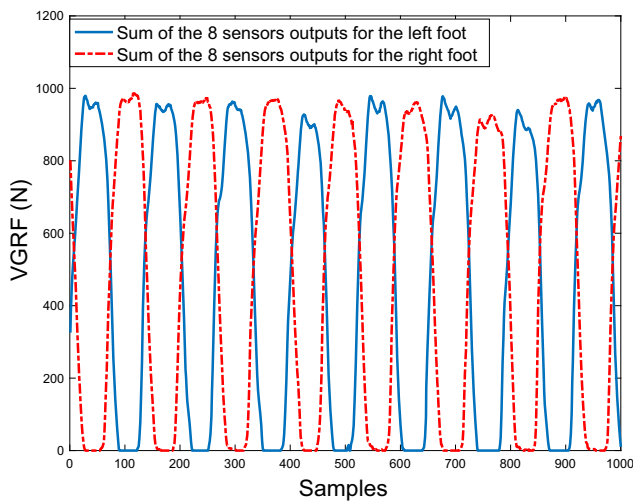 1200
Sum of the 8 sensors outputs for the left foot
Sum of the 8 sensors outputs for the right foot
1000
800
600
400
200
0
VGRF (N)
0 100 200 300 400 500 600 700 800 900 1000
Samples